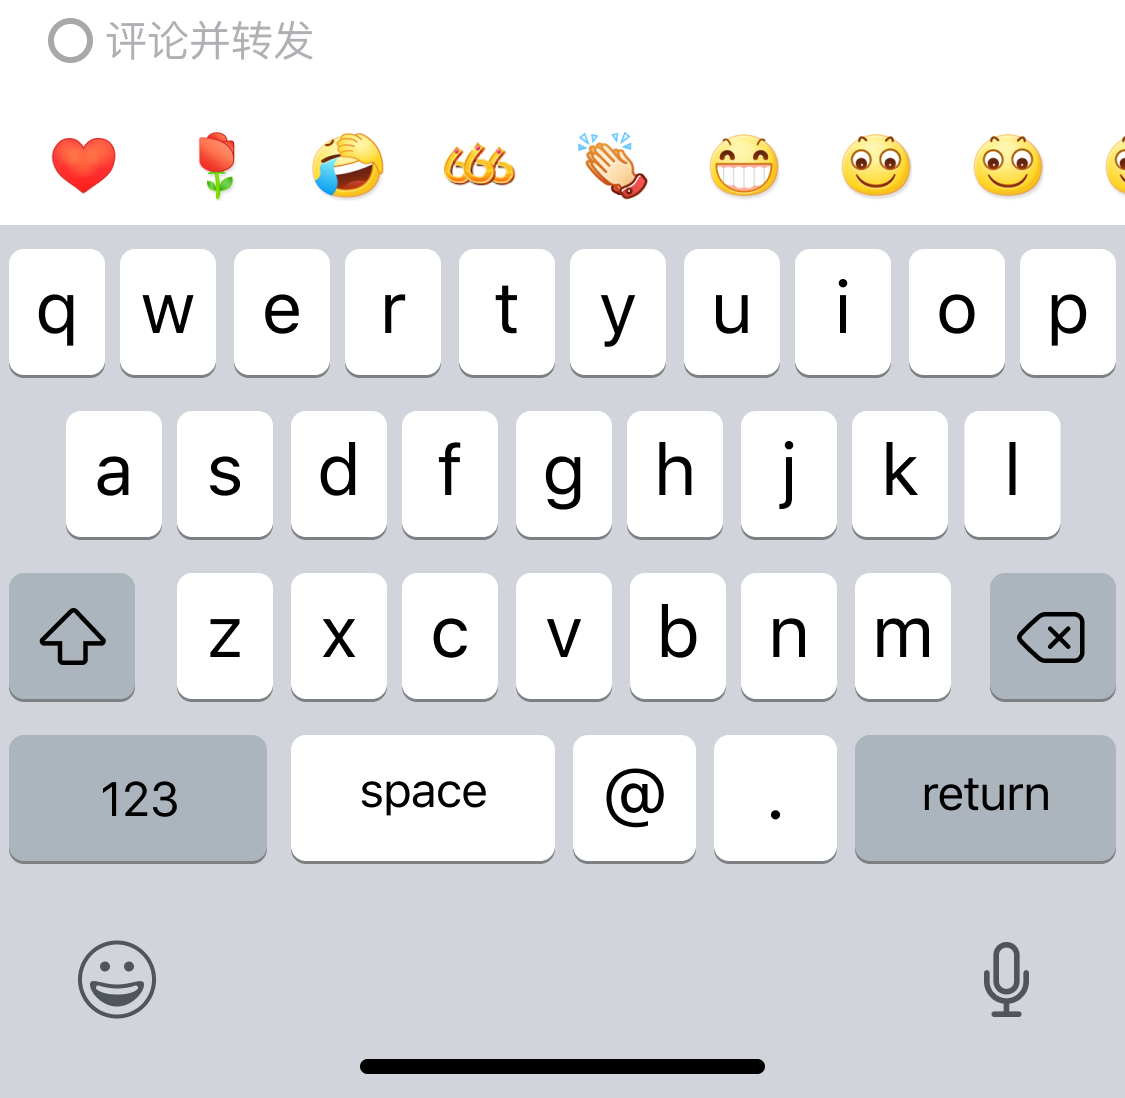 评论并转发
666
q w e r t y u i o p
a s d f g h j k l
z x c v b n m
123 space @ . return